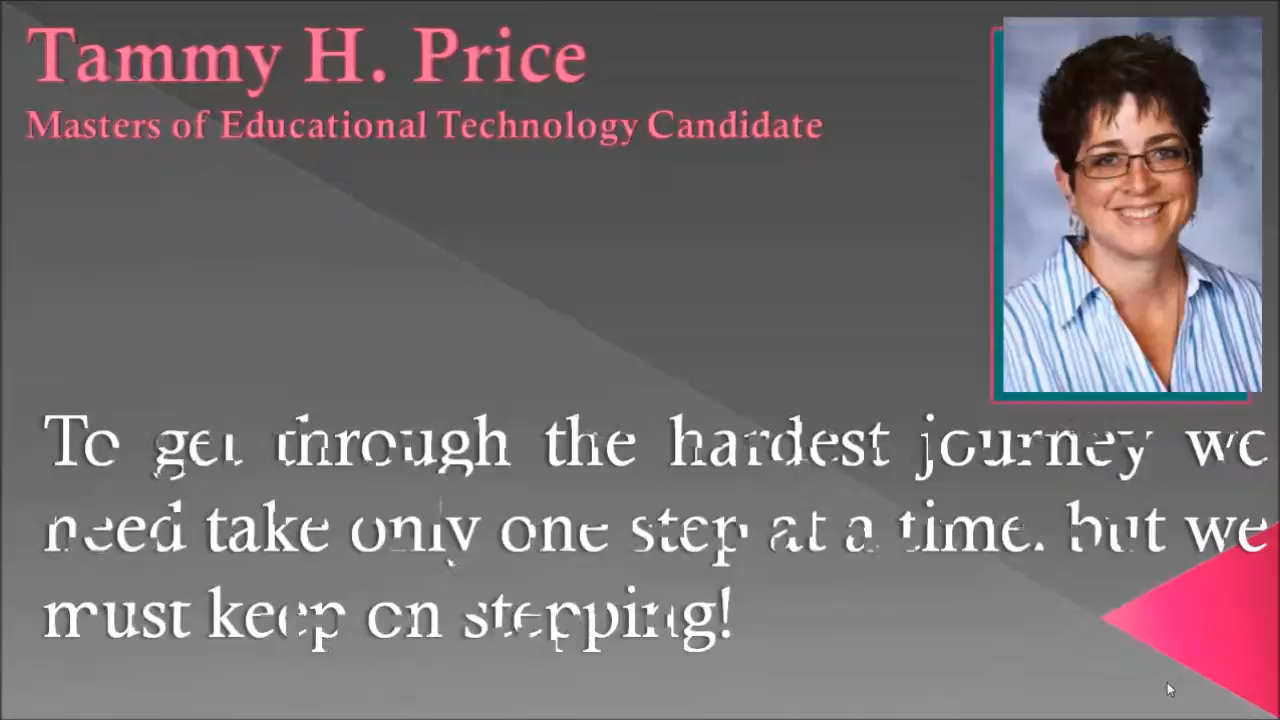 Tammy H. Price
Masters of Educational Technology Candidate
To get through the hardest journey we
need take only one step at a time, but we
must keep on stepping!